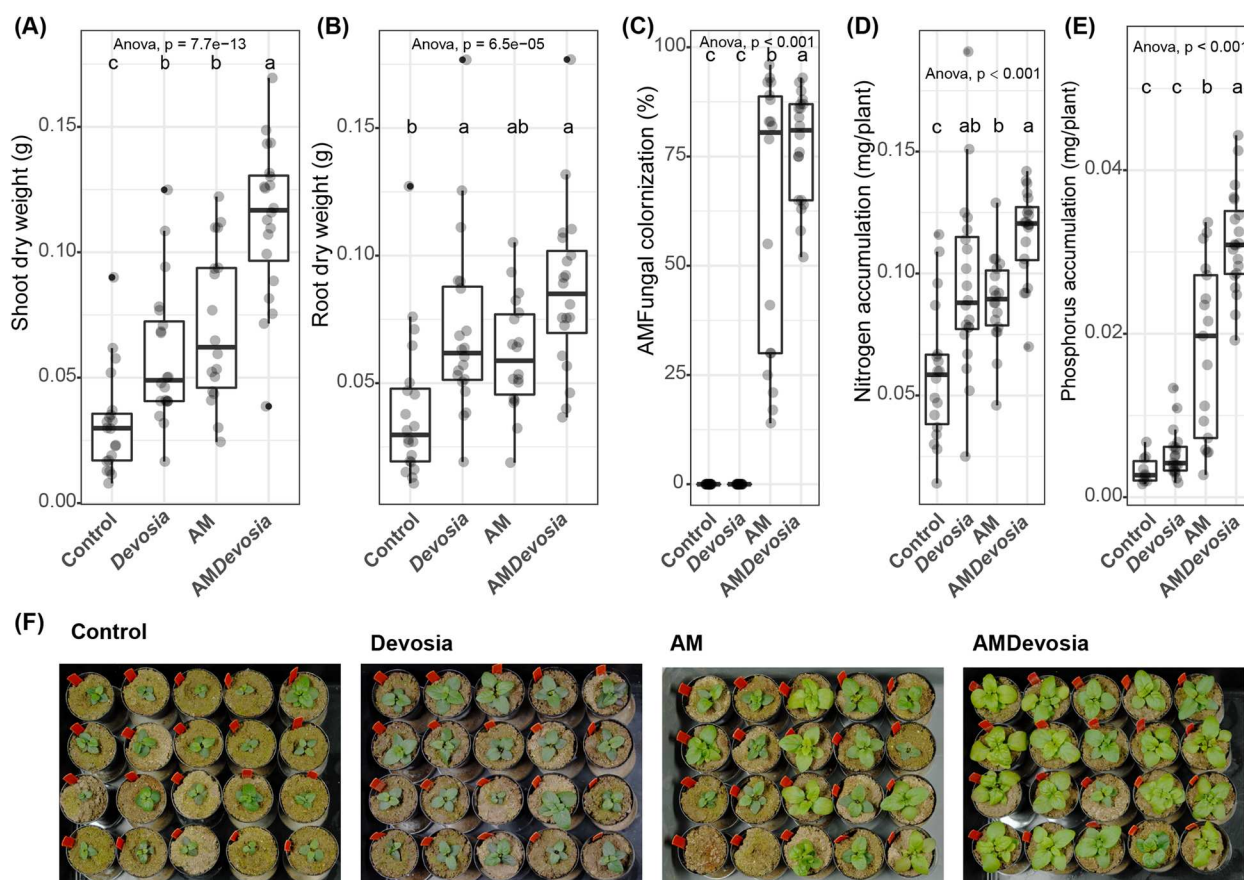 (A)
Anova, p = 7.7e−13
c b b a
Shoot dry weight (g)
0.15
0.10
0.05
0.00
Control
Devosia
AM
AMDevosia
(B)
Anova, p = 6.5e−05
b a ab a
Root dry weight (g)
0.15
0.10
0.05
Control
Devosia
AM
AMDevosia
(C)
Anova, p < 0.001
c c b a
AMFungal colornization (%)
100
75
50
25
0
Control
Devosia
AM
AMDevosia
(D)
Anova, p < 0.001
c ab b a
Nitrogen accumulation (mg/plant)
0.15
0.10
0.05
Control
Devosia
AM
AMDevosia
(E)
Anova, p < 0.001
c c b a
Phosphorus accumulation (mg/plant)
0.04
0.02
0.00
Control
Devosia
AM
AMDevosia
(F)
Control
Devosia
AM
AMDevosia